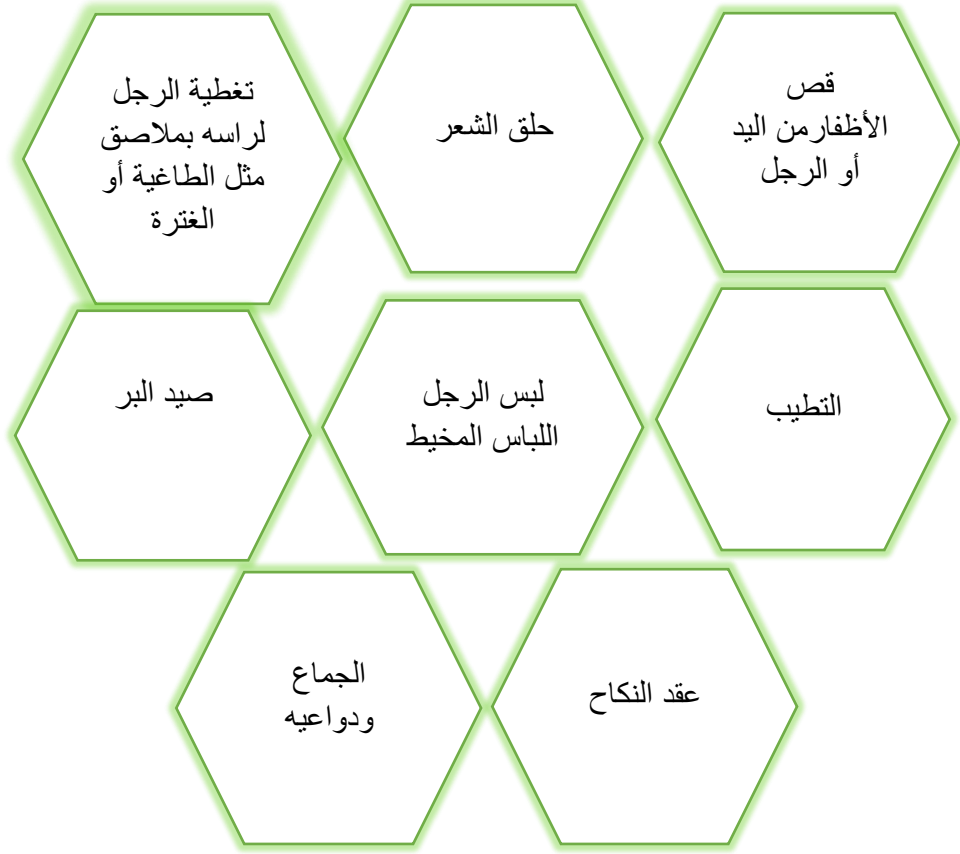 قص
الأظفارمن اليد
أو الرجل
حلق الشعر
تغطية الرجل
لراسه بملاصق
مثل الطاغية أو
الغترة
التطيب
لبس الرجل
اللباس المخيط
صيد البر
عقد النكاح
الجماع
ودواعيه